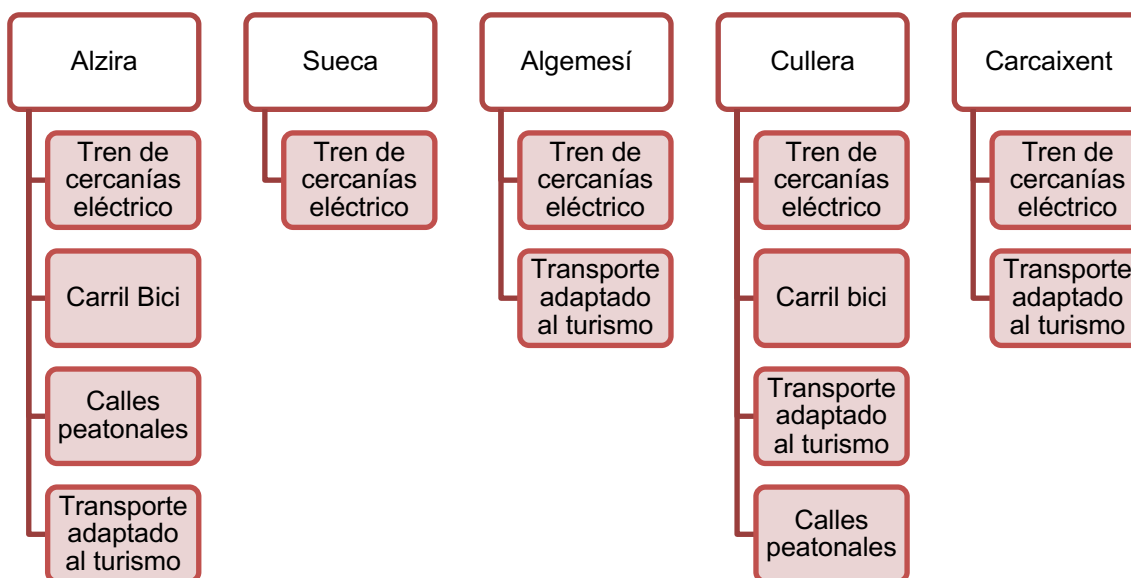 Alzira
Tren de
cercanías
eléctrico
Carril Bici
Calles
peatonales
Transporte
adaptado
al turismo
Sueca
Tren de
cercanías
eléctrico
Algemesí
Tren de
cercanías
eléctrico
Transporte
adaptado
al turismo
Cullera
Tren de
cercanías
eléctrico
Carril bici
Transporte
adaptado
al turismo
Calles
peatonales
Carcaixent
Tren de
cercanías
eléctrico
Transporte
adaptado
al turismo